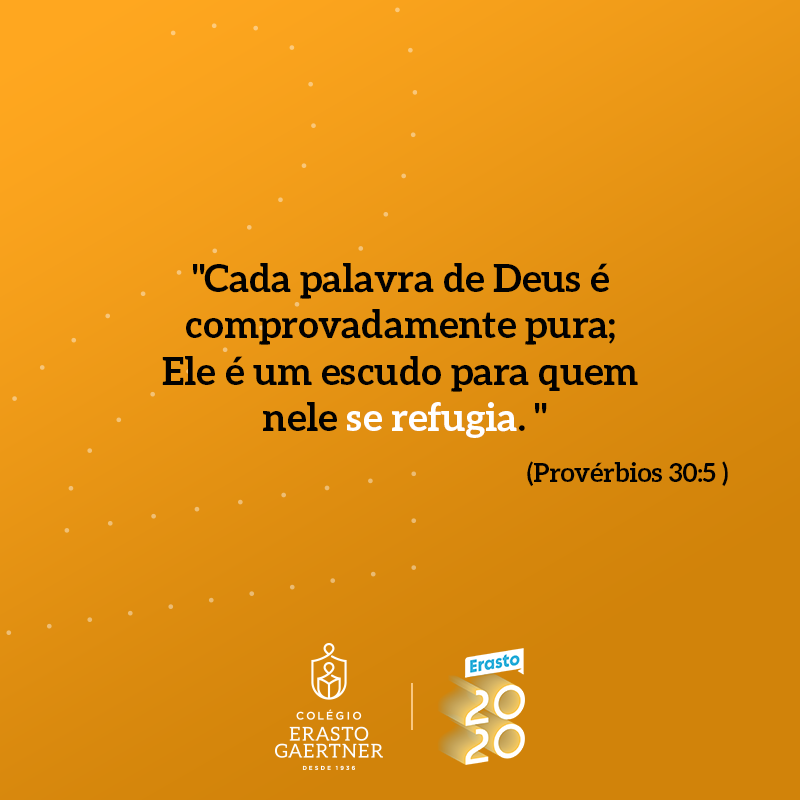 "Cada palavra de Deus é
comprovadamente pura;
Ele é um escudo para quem
nele se refugia. "
(Provérbios 30:5 )
COLÉGIO
ERASTO
GAERTNER
DESDE 1936
Erasto
20
20